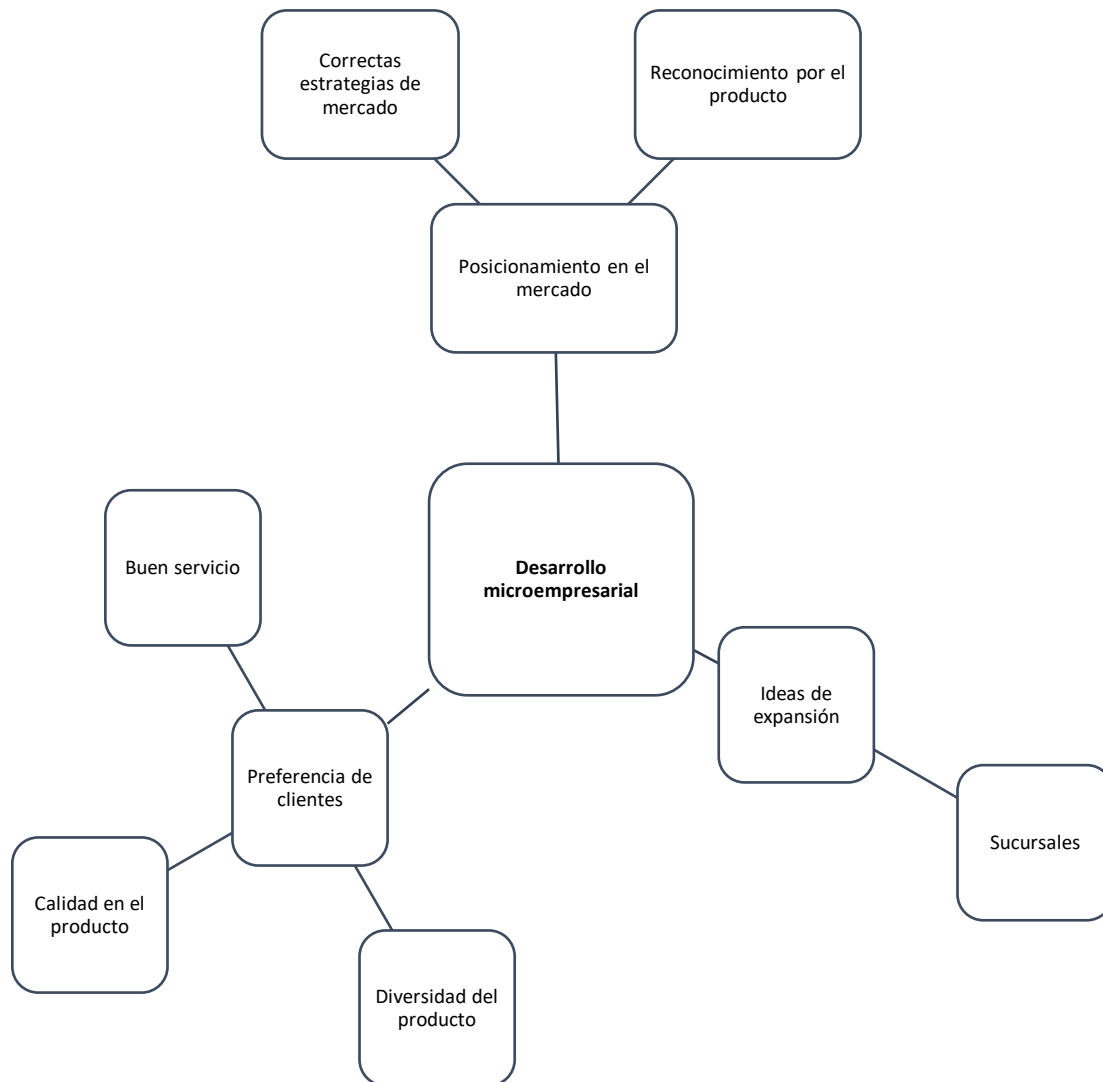 Correctas
estrategias de
mercado
Reconocimiento por el
producto
Posicionamiento en el
mercado
Desarrollo
microempresarial
Buen servicio
Ideas de
expansión
Preferencia de
clientes
Sucursales
Calidad en el
producto
Diversidad del
producto